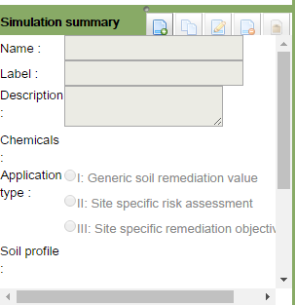 Simulation summary
Name :
Label :
Description
:
Chemicals
:
Application
type :
I: Generic soil remediation value
II: Site specific risk assessment
III: Site specific remediation objectiv
Soil profile
: